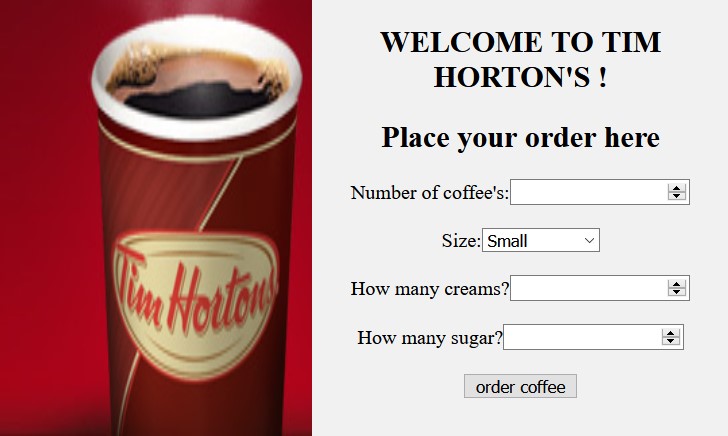 Tim Hortons
WELCOME TO TIM
HORTON'S !
Place your order here
Number of coffee's:
Size: Small
How many creams?
How many sugar?
order coffee